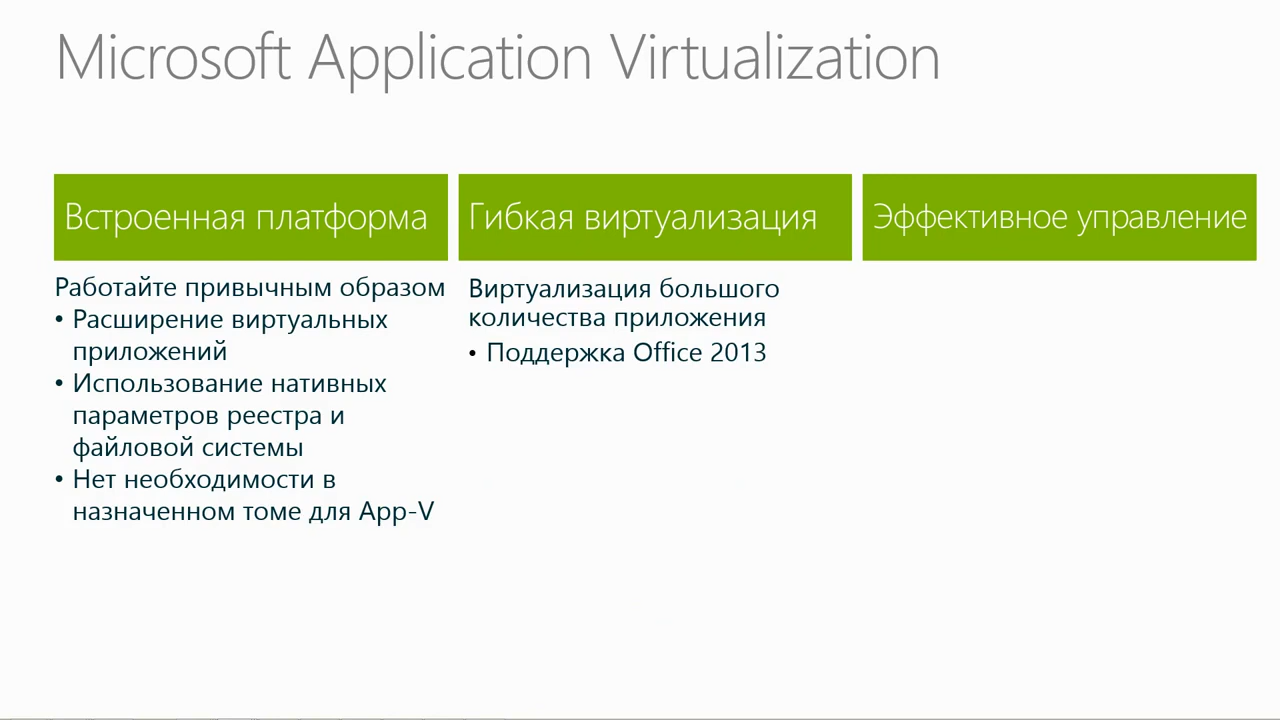 Microsoft Application Virtualization
Встроенная платформа
Работайте привычным образом
• Расширение виртуальных
приложений
• Использование нативных
параметров реестра и
файловой системы
• Нет необходимости в
назначенном томе для App-V
Гибкая виртуализация
Виртуализация большого
количества приложения
• Поддержка Office 2013
Эффективное управление